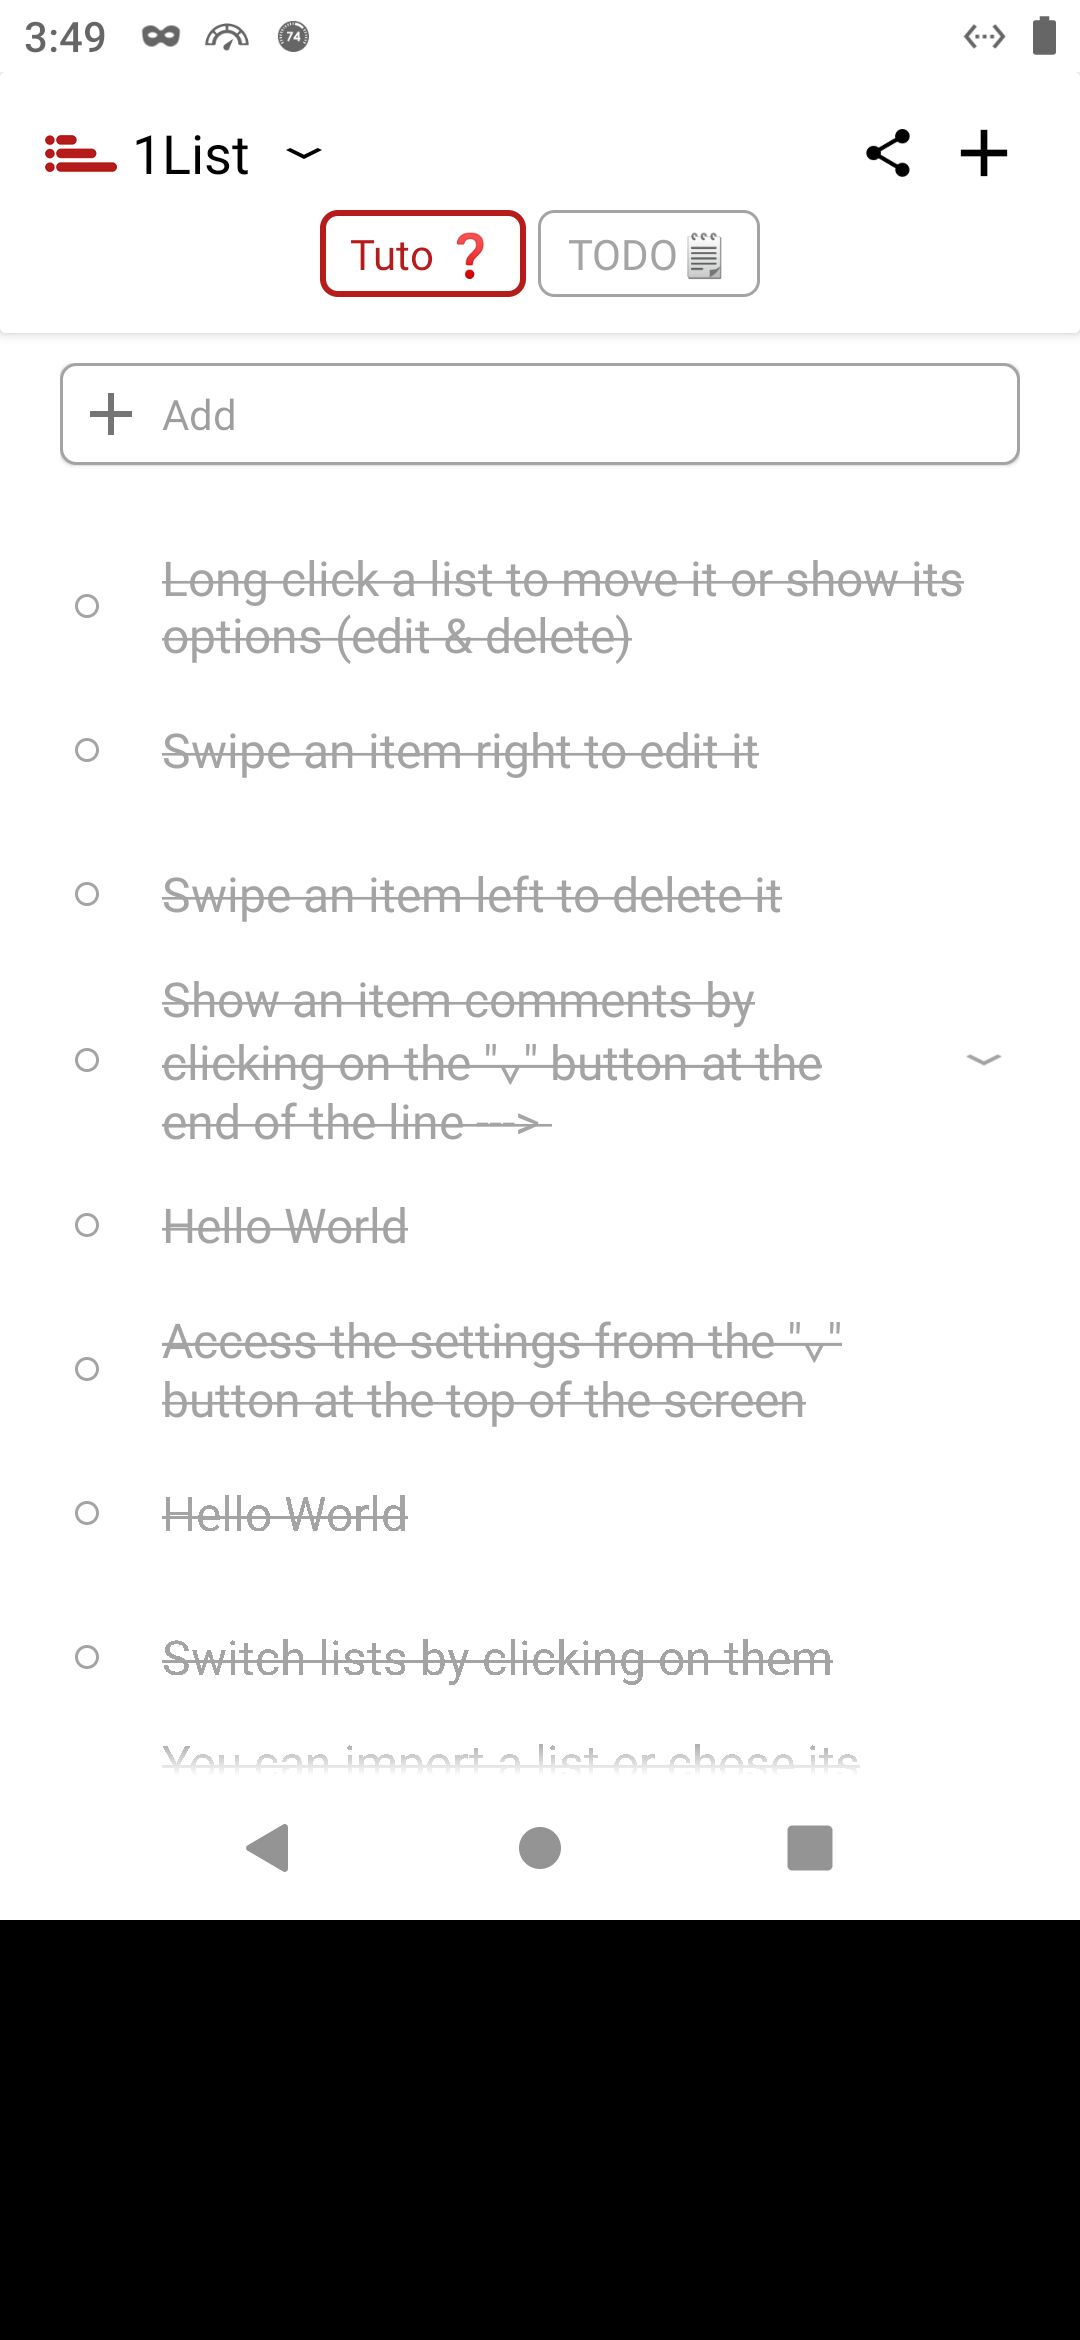 3:49
74
1List
Tuto ❓
TODO🗒
Add
Long click a list to move it or show its
options (edit & delete)
Swipe an item right to edit it
Swipe an item left to delete it
Show an item comments by
clicking on the "⌄" button at the
end of the line --->
Hello World
Access the settings from the "⌄"
button at the top of the screen
Hello World
Switch lists by clicking on them
You can import a list or chose its